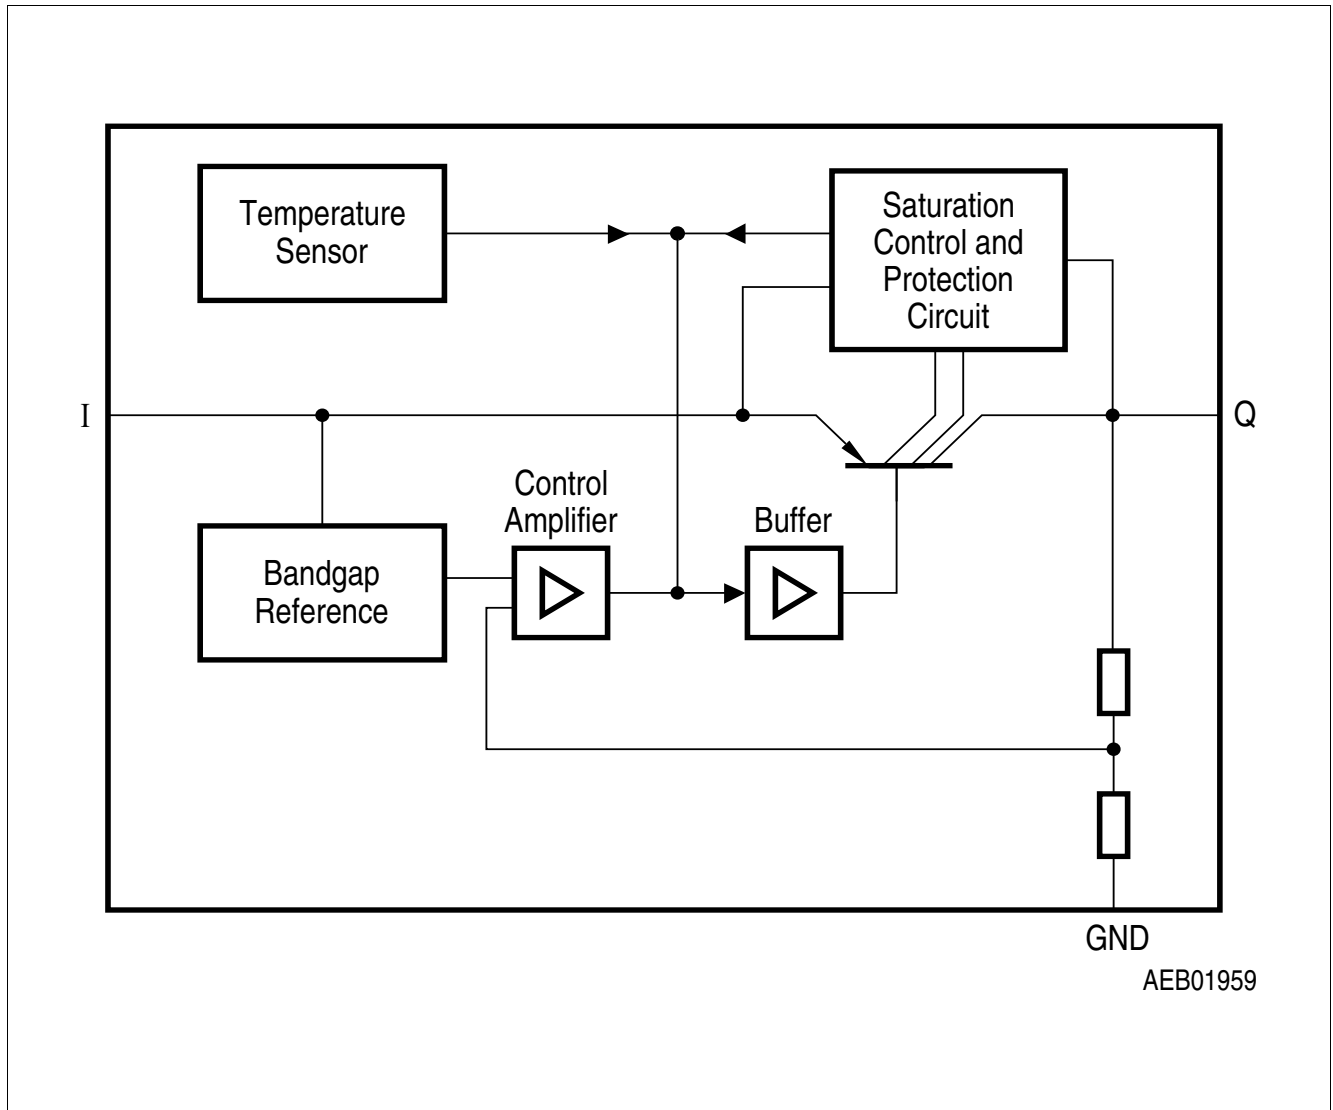 Temperature
Sensor
Saturation
Control and
Protection
Circuit
I
Q
Control
Amplifier
Buffer
Bandgap
Reference
GND
AEB01959